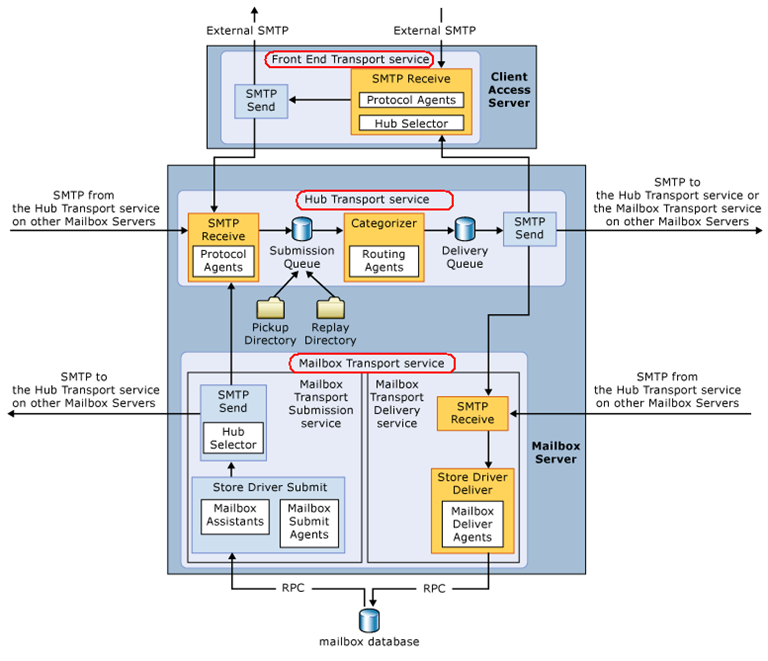 External SMTP
External SMTP
Front End Transport service
SMTP
Send
SMTP Receive
Protocol Agents
Hub Selector
Client
Access
Server
SMTP from
the Hub Transport service
on other Mailbox Servers
Hub Transport service
SMTP to
the Hub Transport service or
the Mailbox Transport service
on other Mailbox Servers
SMTP
Receive
Protocol
Agents
Submission
Queue
Categorizer
Routing
Agents
Delivery
Queue
SMTP
Send
Pickup
Directory
Replay
Directory
Mailbox Transport service
SMTP to
the Hub Transport service
on other Mailbox Servers
SMTP
Send
Hub
Selector
Mailbox
Transport
Submission
service
Mailbox
Transport
Delivery
service
SMTP
Receive
SMTP from
the Hub Transport service
on other Mailbox Servers
Mailbox
Server
Store Driver Submit
Mailbox
Assistants
Mailbox
Submit
Agents
Store Driver
Deliver
Mailbox
Deliver
Agents
RPC
RPC
mailbox database